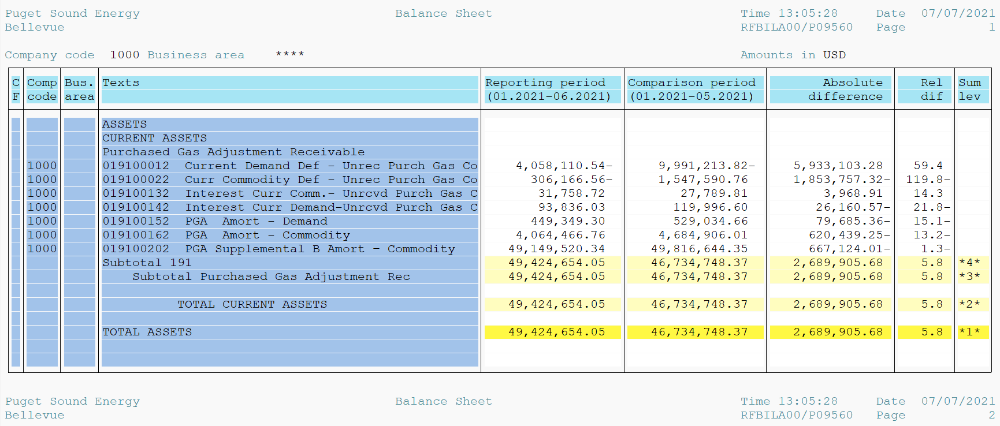 Puget Sound Energy Balance Sheet Time 13:05:28 Date 07/07/2021
Bellevue RFBILA00/P09560 Page 1
Company code 1000 Business area **** Amounts in USD
C Comp Bus. Texts Reporting period Comparison period Absolute Rel Sum
F code area (01.2021-06.2021) (01.2021-05.2021) difference dif lev
ASSETS
CURRENT ASSETS
Purchased Gas Adjustment Receivable
1000 019100012 Current Demand Def - Unrec Purch Gas Co 4,058,110.54- 9,991,213.82- 5,933,103.28 59.4
1000 019100022 Curr Commodity Def - Unrec Purch Gas Co 306,166.56- 1,547,590.76 1,853,757.32- 119.8-
1000 019100132 Interest Curr Comm.- Unrcvd Purch Gas C 31,758.72 27,789.81 3,968.91 14.3
1000 019100142 Interest Curr Demand-Unrcvd Purch Gas C 93,836.03 119,996.60 26,160.57- 21.8-
1000 019100152 PGA Amort - Demand 449,349.30 529,034.66 79,685.36- 15.1-
1000 019100162 PGA Amort - Commodity 4,064,466.76 4,684,906.01 620,439.25- 13.2-
1000 019100202 PGA Supplemental B Amort - Commodity 49,149,520.34 49,816,644.35 667,124.01- 1.3-
Subtotal 191 49,424,654.05 46,734,748.37 2,689,905.68 5.8 *4*
Subtotal Purchased Gas Adjustment Rec 49,424,654.05 46,734,748.37 2,689,905.68 5.8 *3*
TOTAL CURRENT ASSETS 49,424,654.05 46,734,748.37 2,689,905.68 5.8 *2*
TOTAL ASSETS 49,424,654.05 46,734,748.37 2,689,905.68 5.8 *1*
Puget Sound Energy Balance Sheet Time 13:05:28 Date 07/07/2021
Bellevue RFBILA00/P09560 Page 2